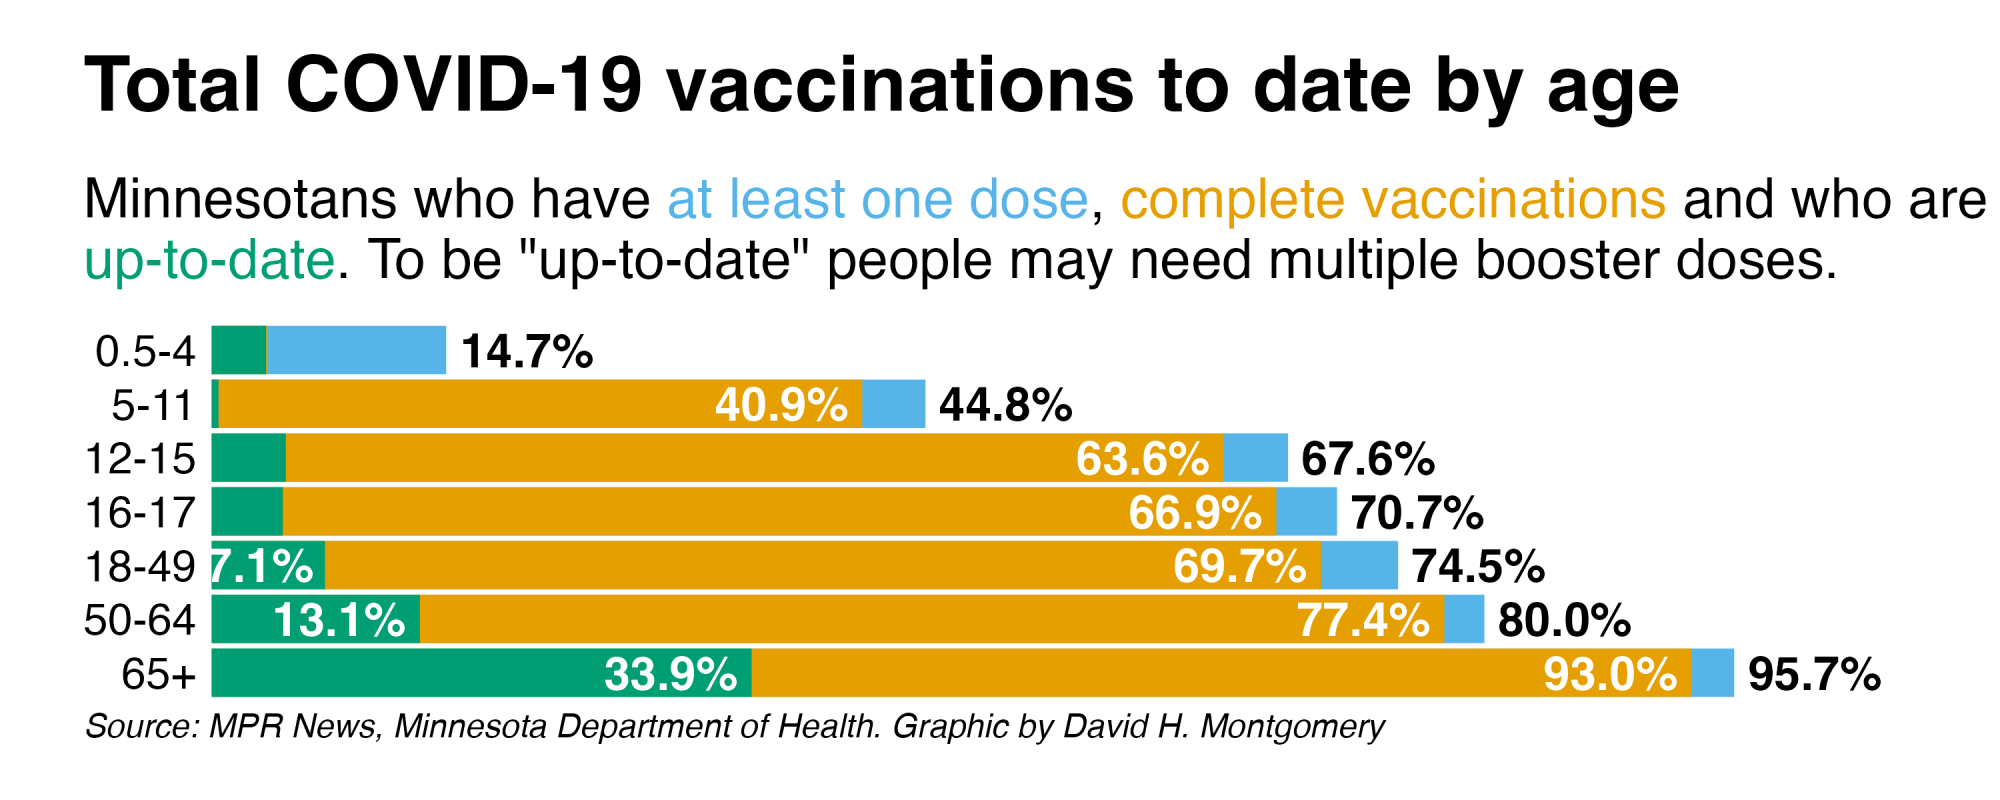 Total COVID-19 vaccinations to date by age
Minnesotans who have at least one dose, complete vaccinations and who are
up-to-date. To be "up-to-date" people may need multiple booster doses.
0.5-4 14.7%
5-11 40.9% 44.8%
12-15 63.6% 67.6%
16-17 66.9% 70.7%
18-49 7.1% 69.7% 74.5%
50-64 13.1% 77.4% 80.0%
65+ 33.9% 93.0% 95.7%
Source: MPR News, Minnesota Department of Health. Graphic by David H. Montgomery